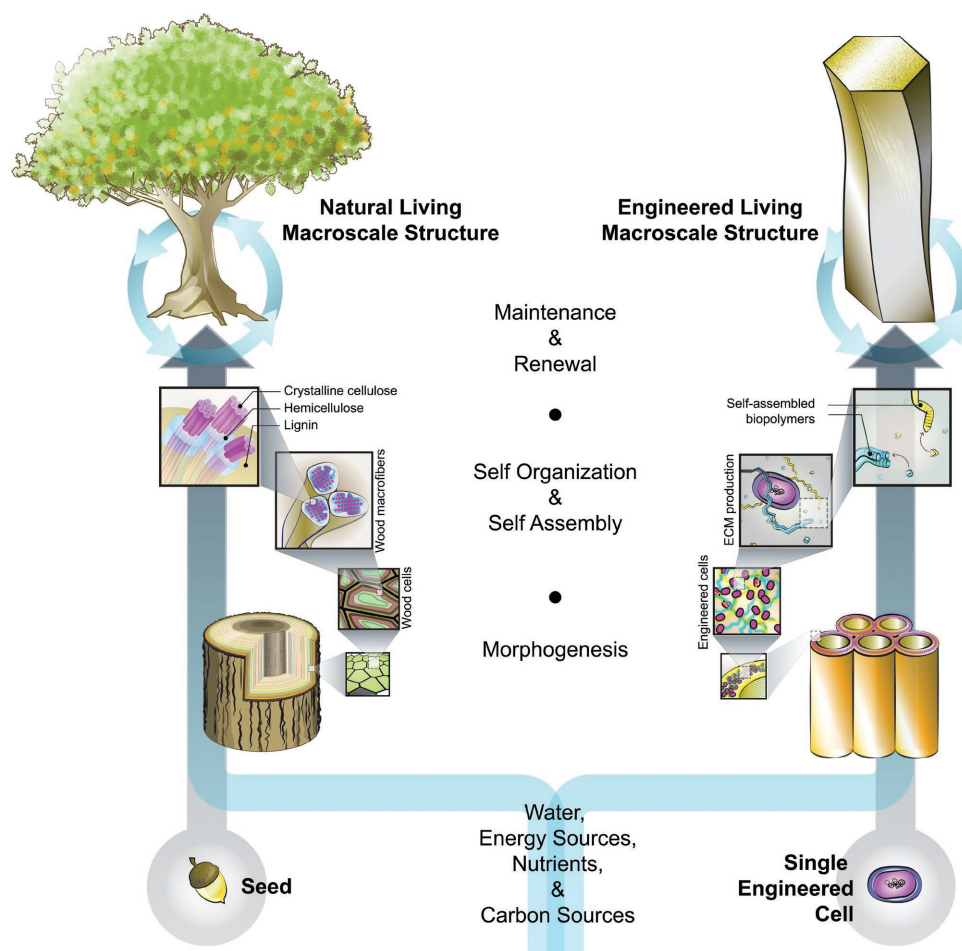 Natural Living
Macroscale Structure
Engineered Living
Macroscale Structure
Maintenance
&
Renewal
Crystalline cellulose
Hemicellulose
Lignin
Self-assembled
biopolymers
Wood macrofibers
Self Organization
&
Self Assembly
ECM production
Wood cells
Engineered cells
Morphogenesis
Water,
Energy Sources,
Nutrients,
&
Carbon Sources
Seed
Single
Engineered
Cell